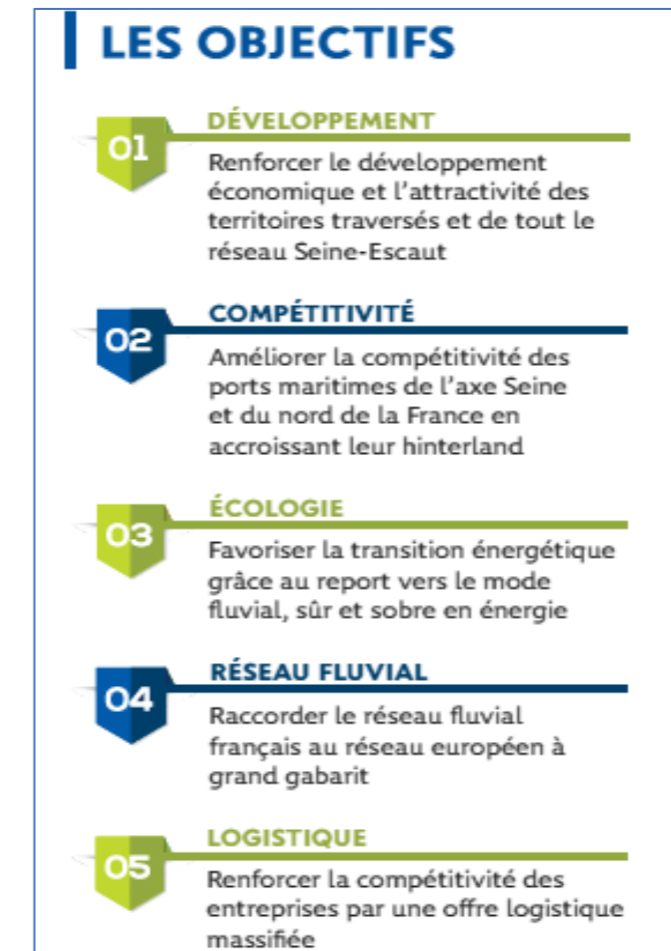 LES OBJECTIFS
01
DÉVELOPPEMENT
Renforcer le développement
économique et l'attractivité des
territoires traversés et de tout le
réseau Seine-Escaut
02
COMPÉTITIVITÉ
Améliorer la compétitivité des
ports maritimes de l'axe Seine
et du nord de la France en
accroissant leur hinterland
03
ÉCOLOGIE
Favoriser la transition énergétique
grâce au report vers le mode
fluvial, sûr et sobre en énergie
04
RÉSEAU FLUVIAL
Raccorder le réseau fluvial
français au réseau européen à
grand gabarit
05
LOGISTIQUE
Renforcer la compétitivité des
entreprises par une offre logistique
massifiée